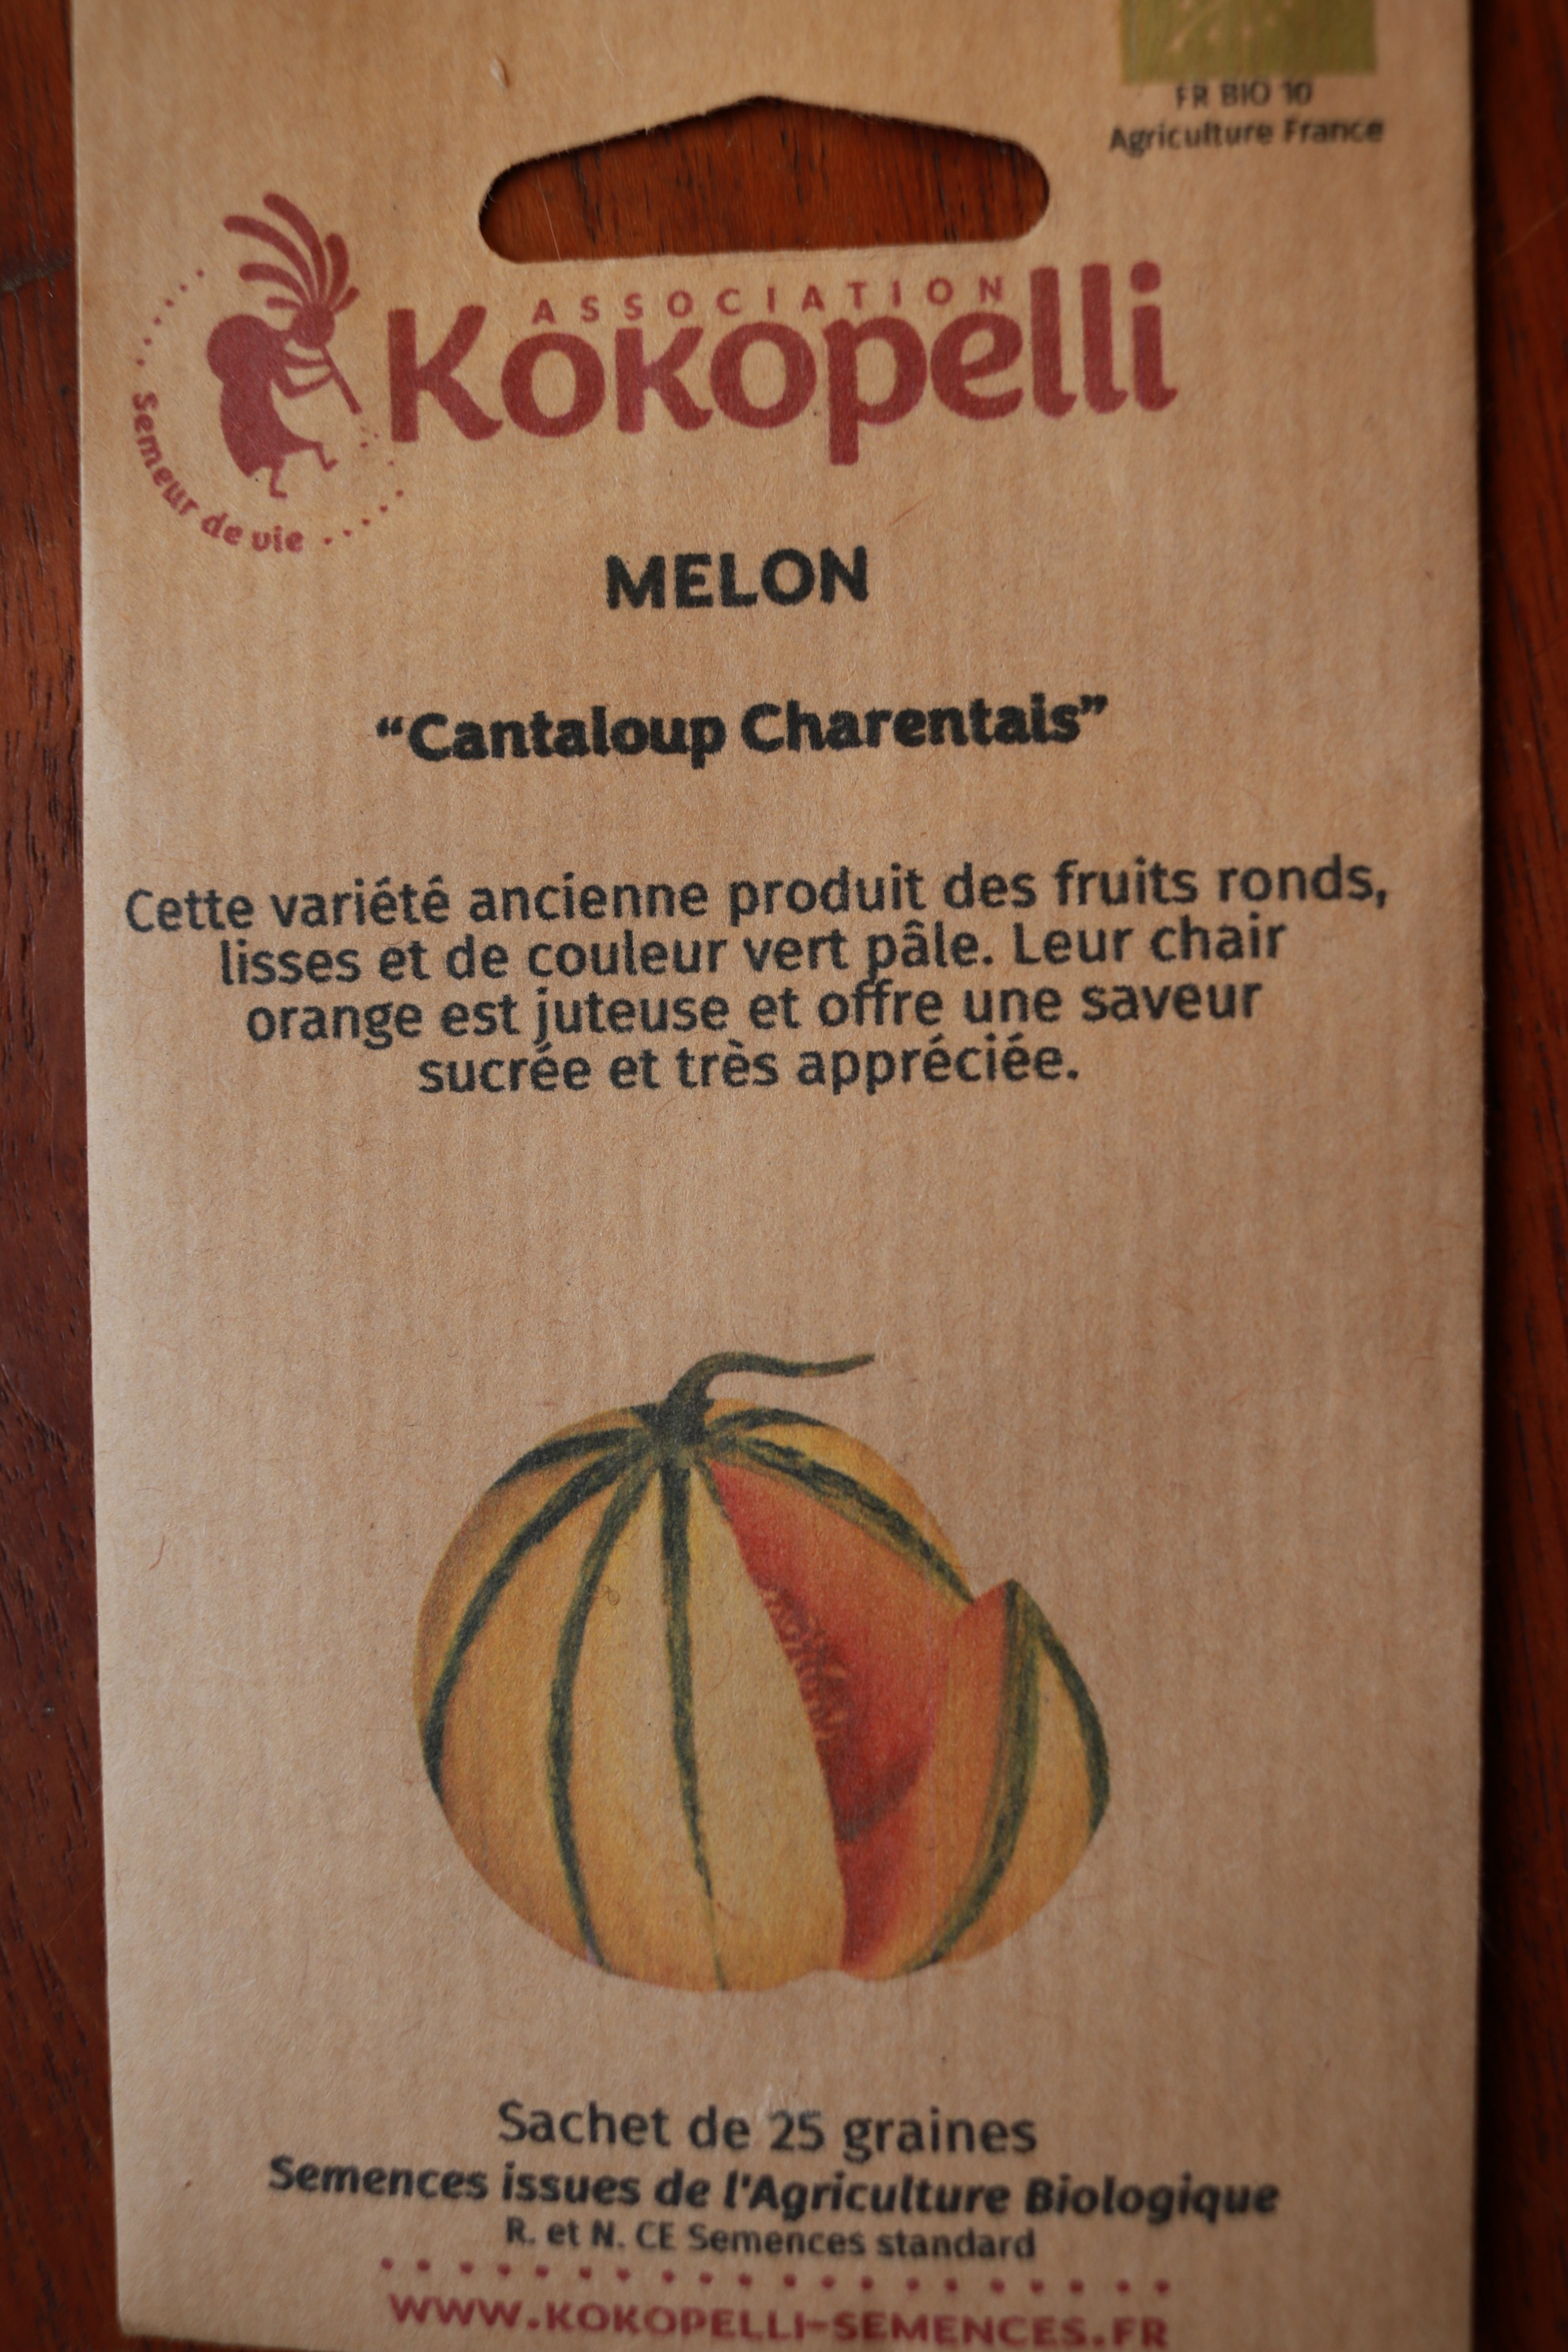 FR BIO 10
Agriculture France
ASSOCIATION
Kokopelli
Semeur de vie
MELON
“Cantaloup Charentais”
Cette variété ancienne produit des fruits ronds,
lisses et de couleur vert pâle. Leur chair
orange est juteuse et offre une saveur
sucrée et très appréciée.
Sachet de 25 graines
Semences issues de l'Agriculture Biologique
R. et N. CE Semences standard
WWW.KOKOPELLI-SEMENCES.FR